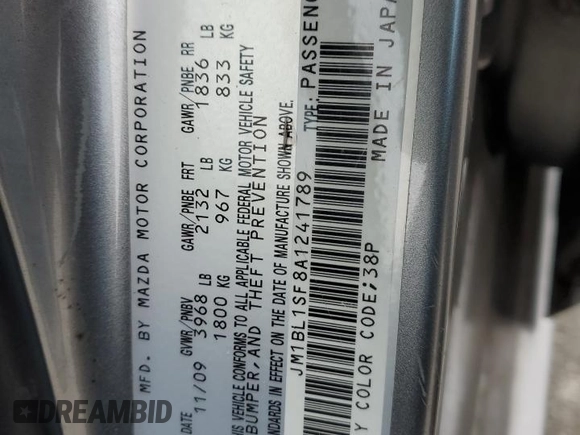 MFD. BY MAZDA MOTOR CORPORATION
DATE GVWR/PNBV GAWR/PNBE FRT GAWR/PNBE RR
11/09 3968 LB 2132 LB 1836 LB
1800 KG 967 KG 833 KG
VEHICLE CONFORMS TO ALL APPLICABLE FEDERAL MOTOR VEHICLE SAFETY
BUMPER, AND THEFT PREVENTION
IN EFFECT ON THE DATE OF MANUFACTURE SHOWN ABOVE.
JM1BL1SF8A1241789 TYPE: PASSENG
Y COLOR CODE;38P MADE IN JAPA
DREAMBID